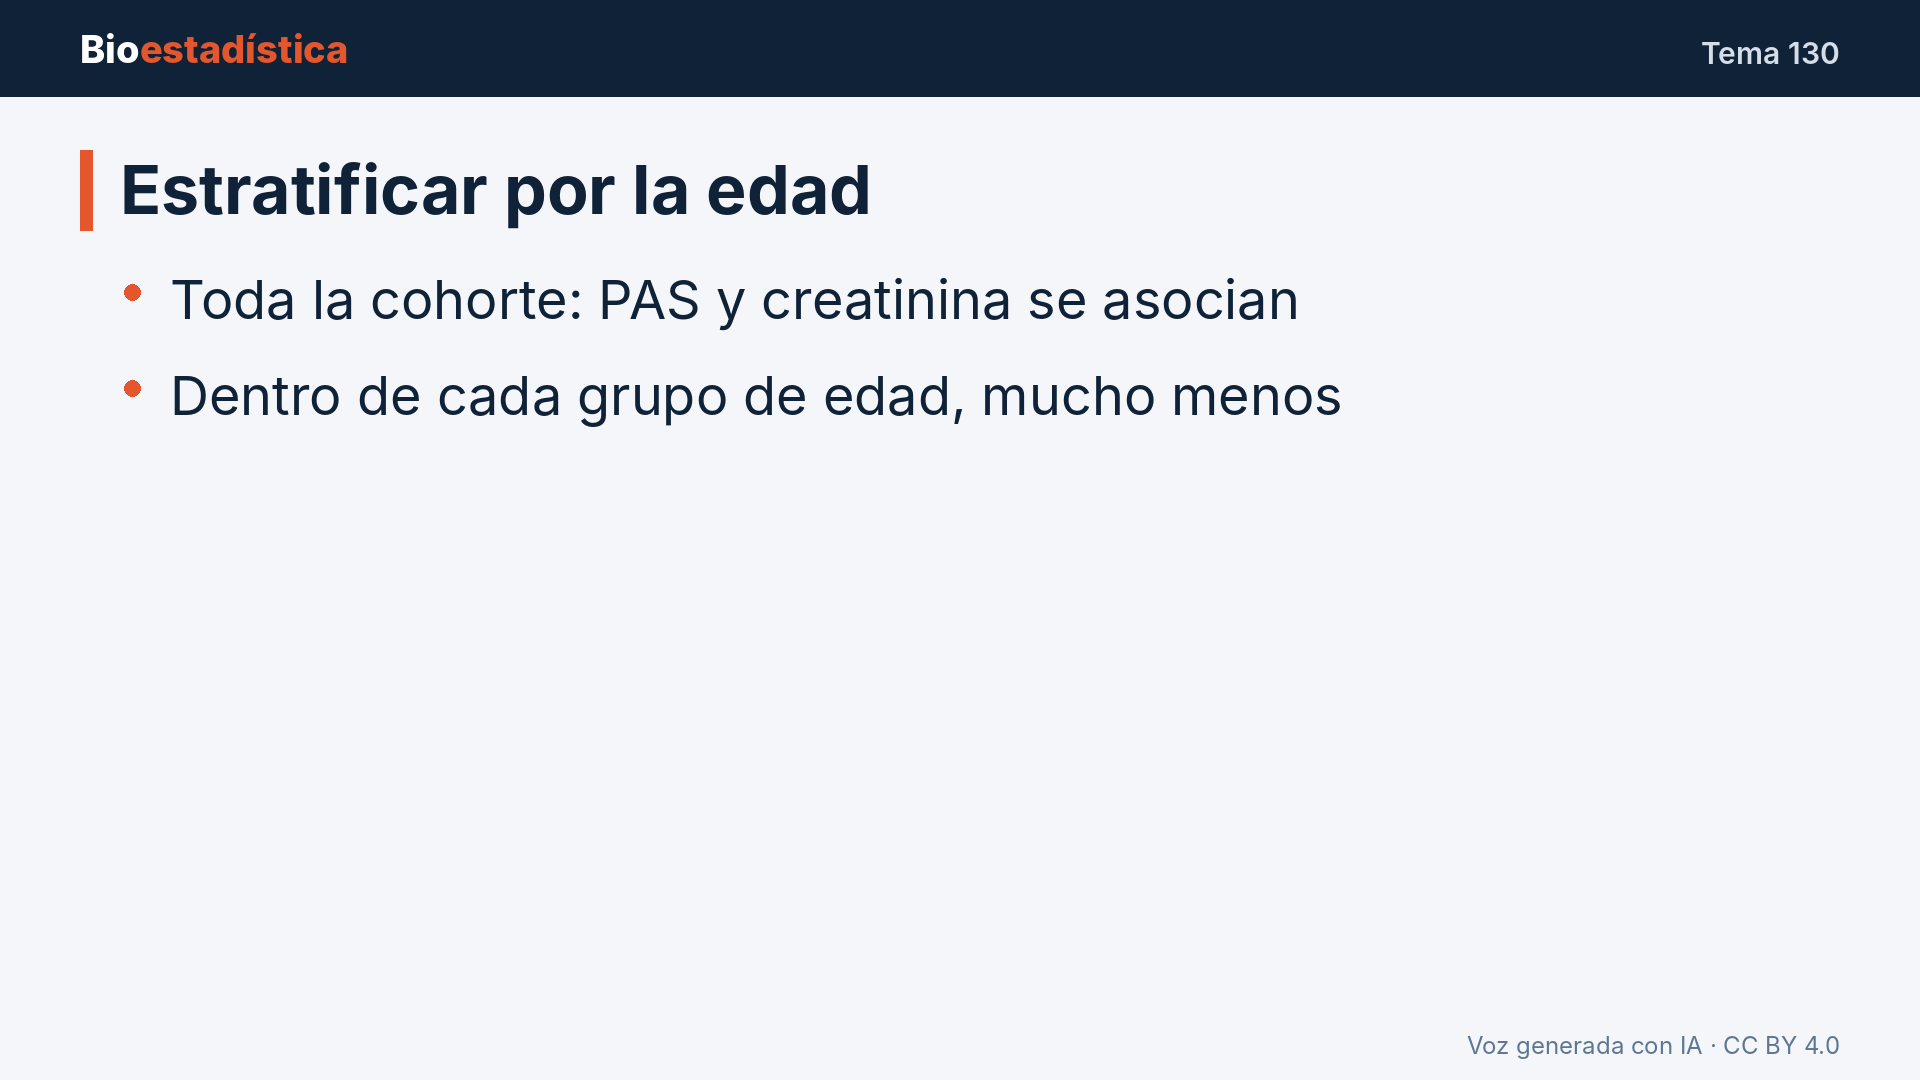 Bioestadística
Tema 130
Estratificar por la edad
• Toda la cohorte: PAS y creatinina se asocian
• Dentro de cada grupo de edad, mucho menos
Voz generada con IA · CC BY 4.0